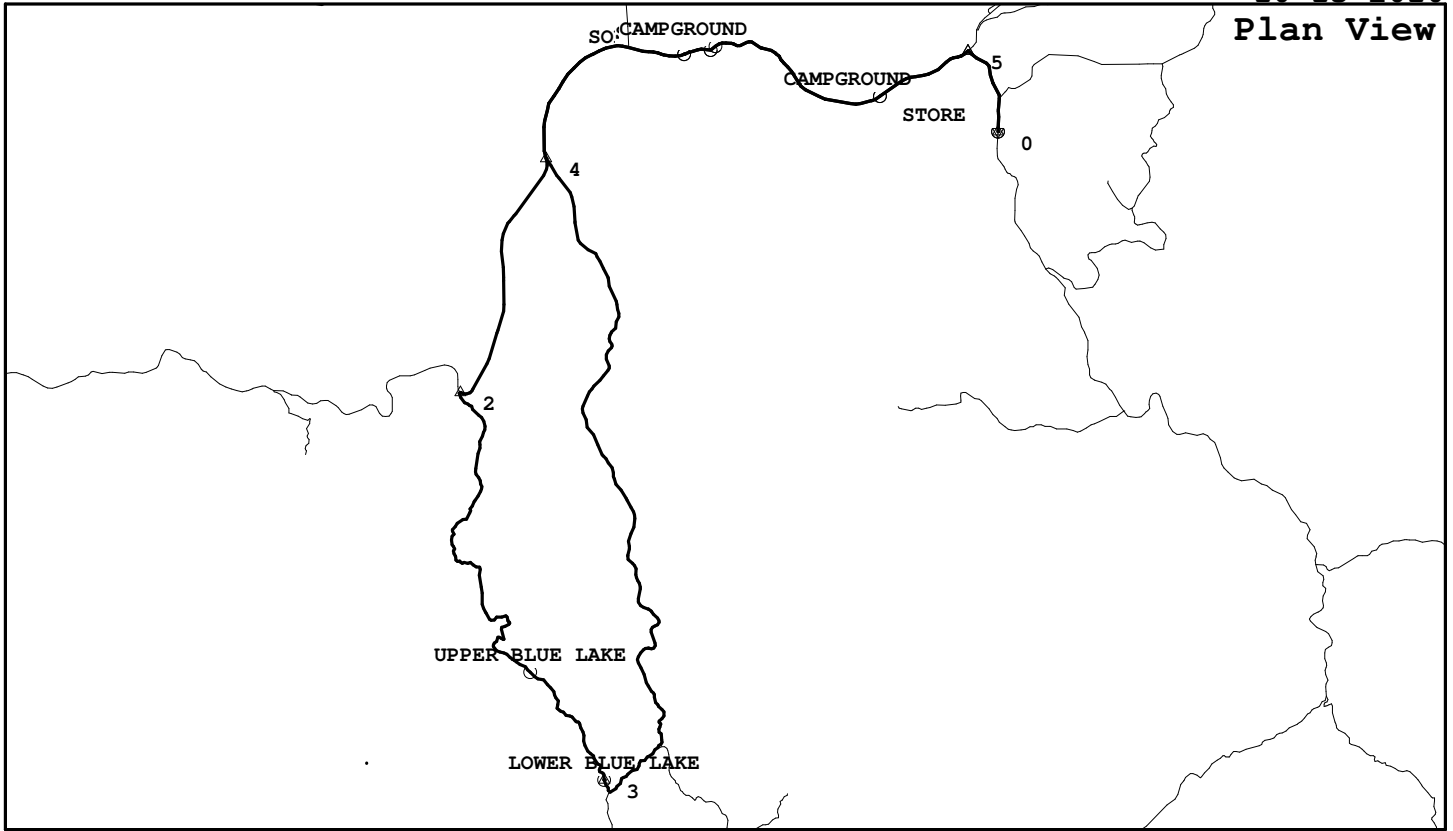 Plan View
CAMPGROUND
5
CAMPGROUND
STORE
0
4
2
UPPER BLUE LAKE
LOWER BLUE LAKE
3